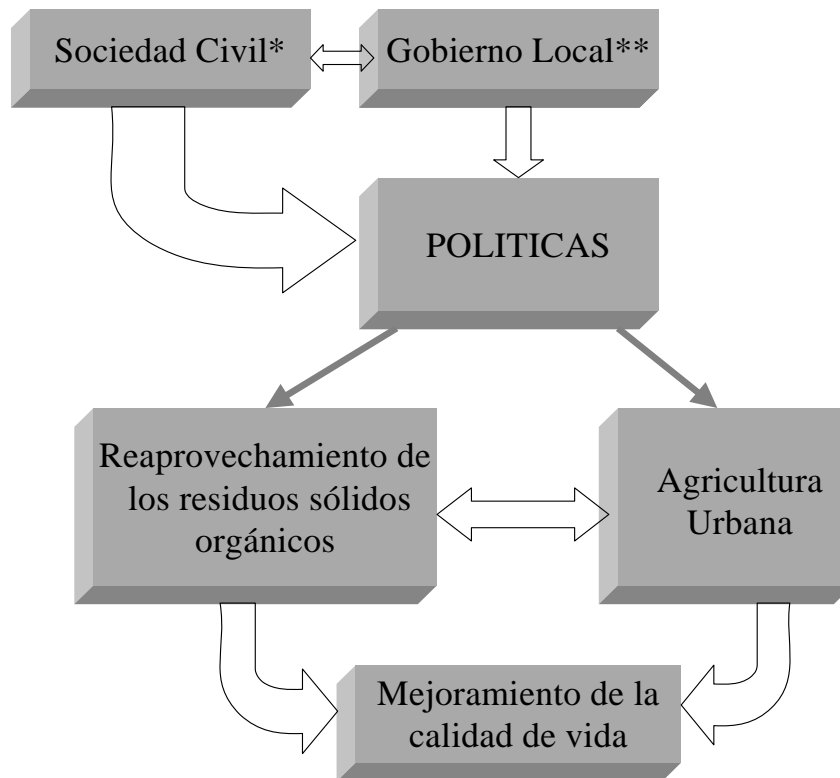 Sociedad Civil*
Gobierno Local**
POLITICAS
Reaprovechamiento de
los residuos sólidos
orgánicos
Agricultura
Urbana
Mejoramiento de la
calidad de vida